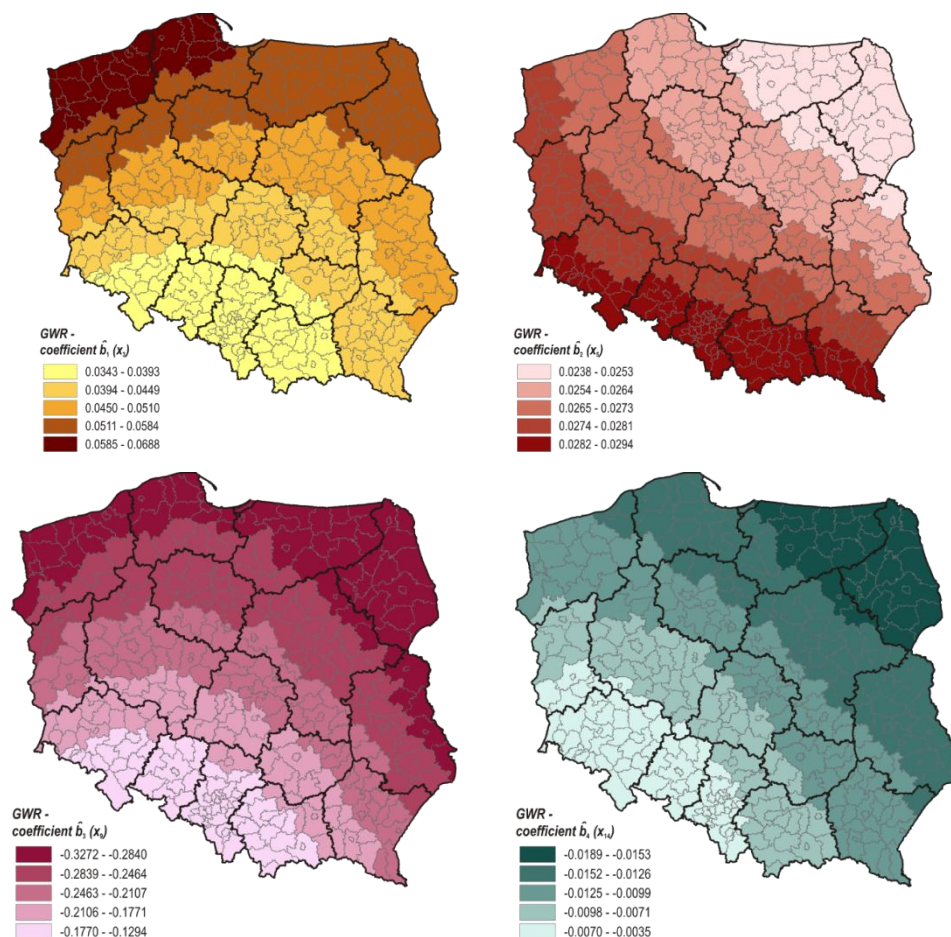 GWR -
coefficient b̂₁ (x₃)
0.0343 - 0.0393
0.0394 - 0.0449
0.0450 - 0.0510
0.0511 - 0.0584
0.0585 - 0.0688
GWR -
coefficient b̂₂ (x₅)
0.0238 - 0.0253
0.0254 - 0.0264
0.0265 - 0.0273
0.0274 - 0.0281
0.0282 - 0.0294
GWR -
coefficient b̂₃ (x₈)
-0.3272 - -0.2840
-0.2839 - -0.2464
-0.2463 - -0.2107
-0.2106 - -0.1771
-0.1770 - -0.1294
GWR -
coefficient b̂₄ (x₁₄)
-0.0189 - -0.0153
-0.0152 - -0.0126
-0.0125 - -0.0099
-0.0098 - -0.0071
-0.0070 - -0.0035